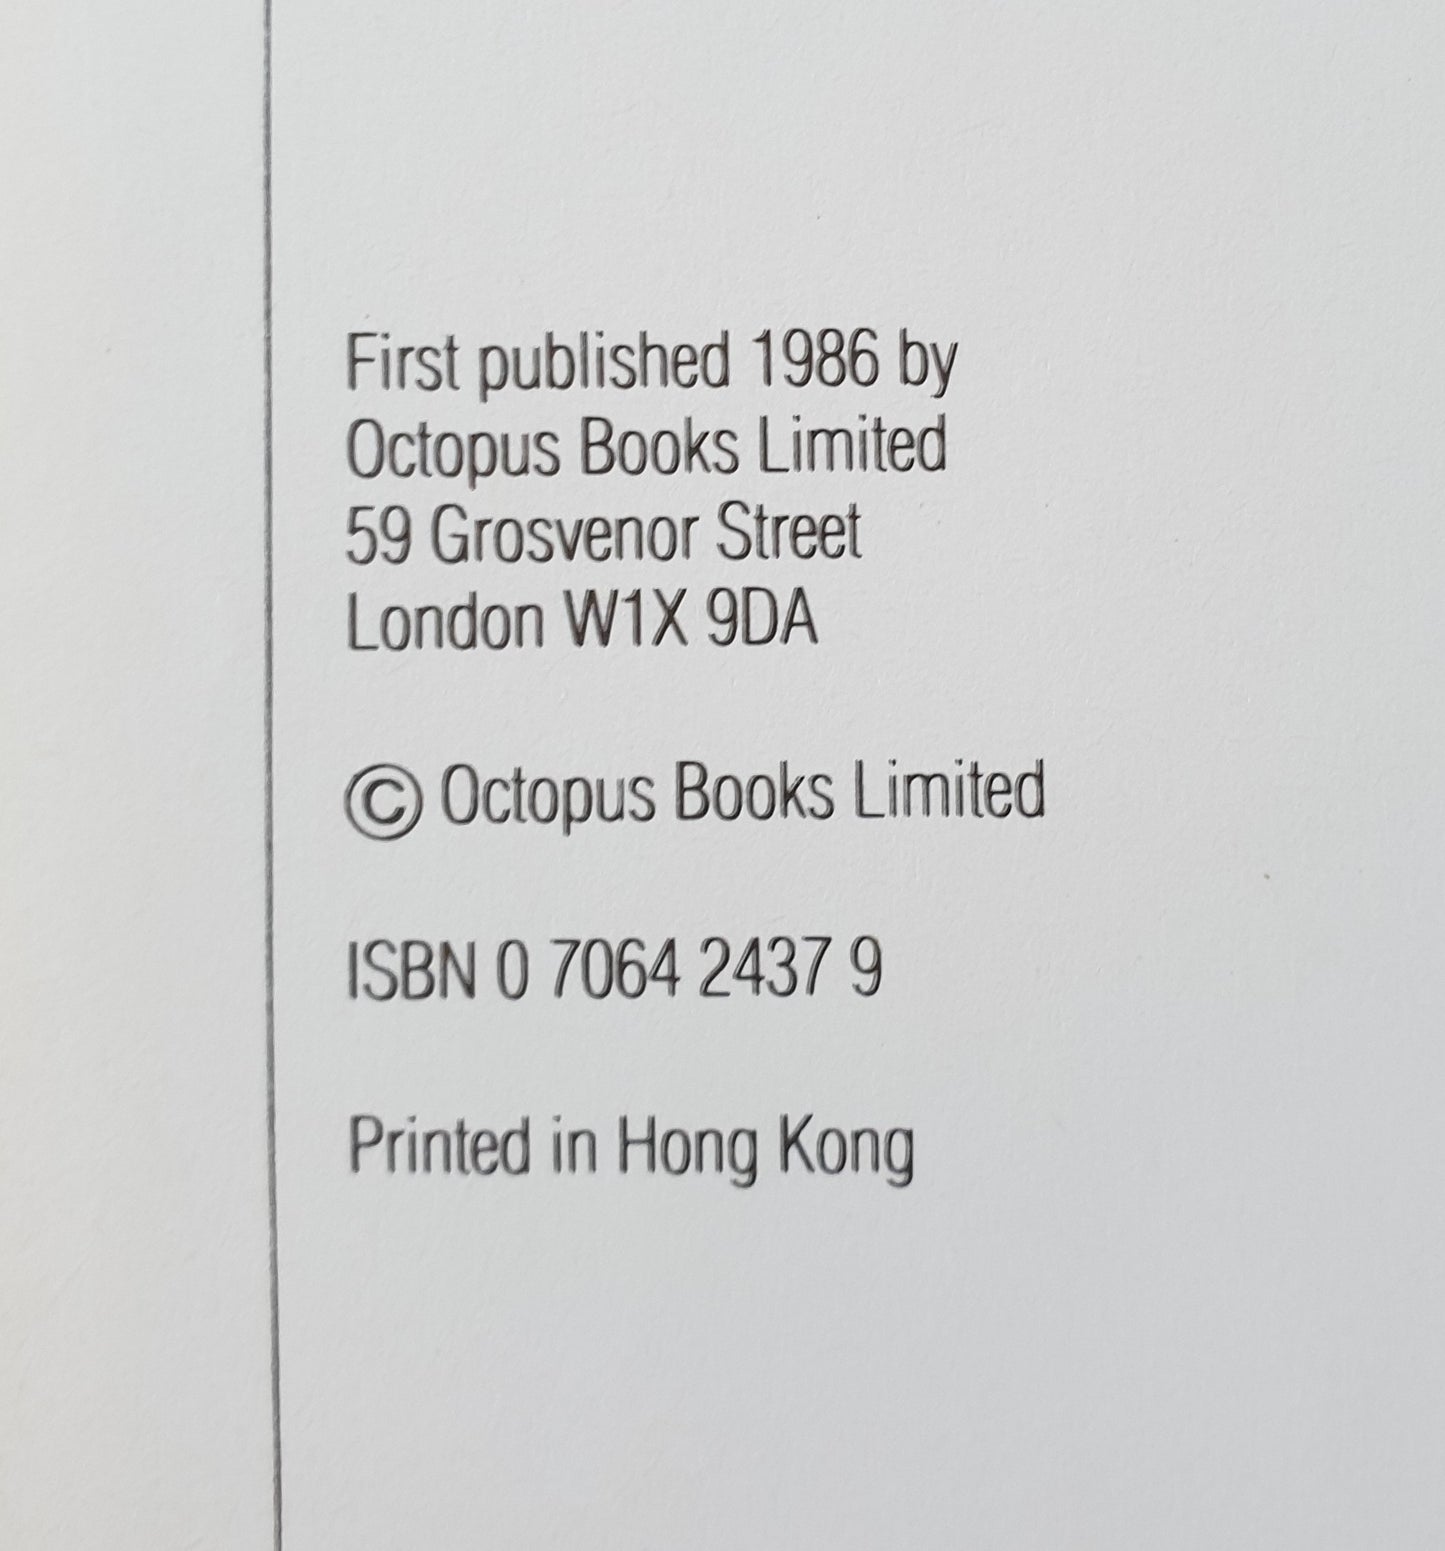 First published 1986 by
Octopus Books Limited
59 Grosvenor Street
London W1X 9DA
© Octopus Books Limited
ISBN 0 7064 2437 9
Printed in Hong Kong